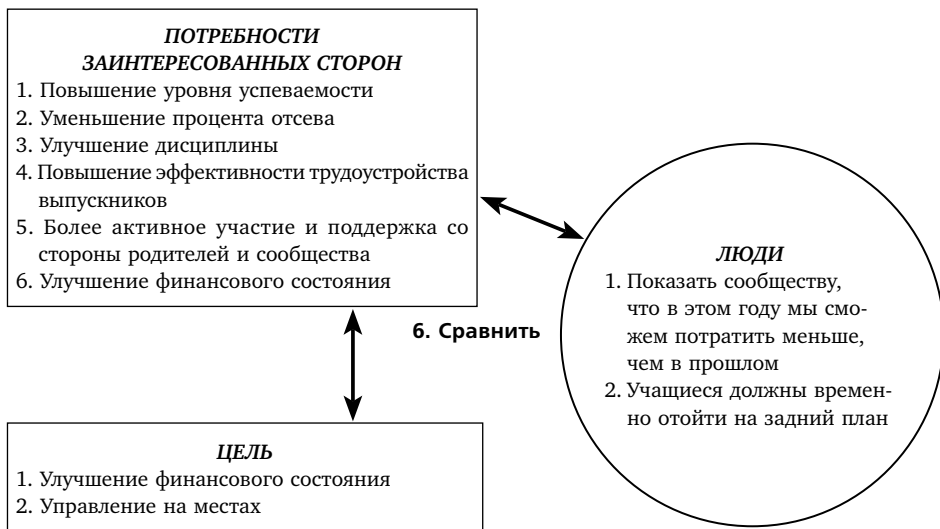 ПОТРЕБНОСТИ
ЗАИНТЕРЕСОВАННЫХ СТОРОН
1. Повышение уровня успеваемости
2. Уменьшение процента отсева
3. Улучшение дисциплины
4. Повышение эффективности трудоустройства
выпускников
5. Более активное участие и поддержка со
стороны родителей и сообщества
6. Улучшение финансового состояния
6. Сравнить
ЛЮДИ
1. Показать сообществу,
что в этом году мы смо-
жем потратить меньше,
чем в прошлом
2. Учащиеся должны времен-
но отойти на задний план
ЦЕЛЬ
1. Улучшение финансового состояния
2. Управление на местах